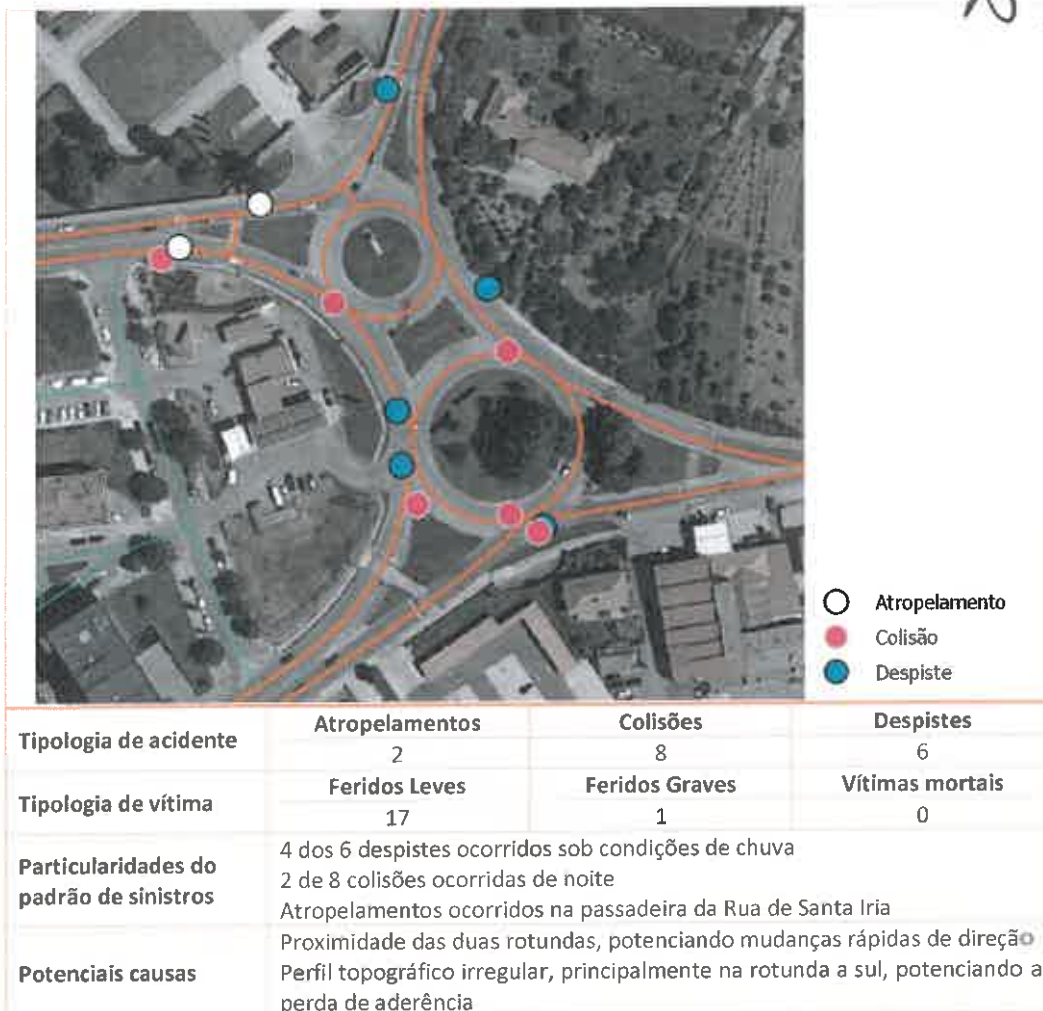 Atropelamento
Colisão
Despiste
Tipologia de acidente
Atropelamentos Colisões Despistes
2 8 6
Tipologia de vítima
Feridos Leves Feridos Graves Vítimas mortais
17 1 0
Particularidades do
padrão de sinistros
4 dos 6 despistes ocorridos sob condições de chuva
2 de 8 colisões ocorridas de noite
Atropelamentos ocorridos na passadeira da Rua de Santa Iria
Potenciais causas
Proximidade das duas rotundas, potenciando mudanças rápidas de direção
Perfil topográfico irregular, principalmente na rotunda a sul, potenciando a
perda de aderência